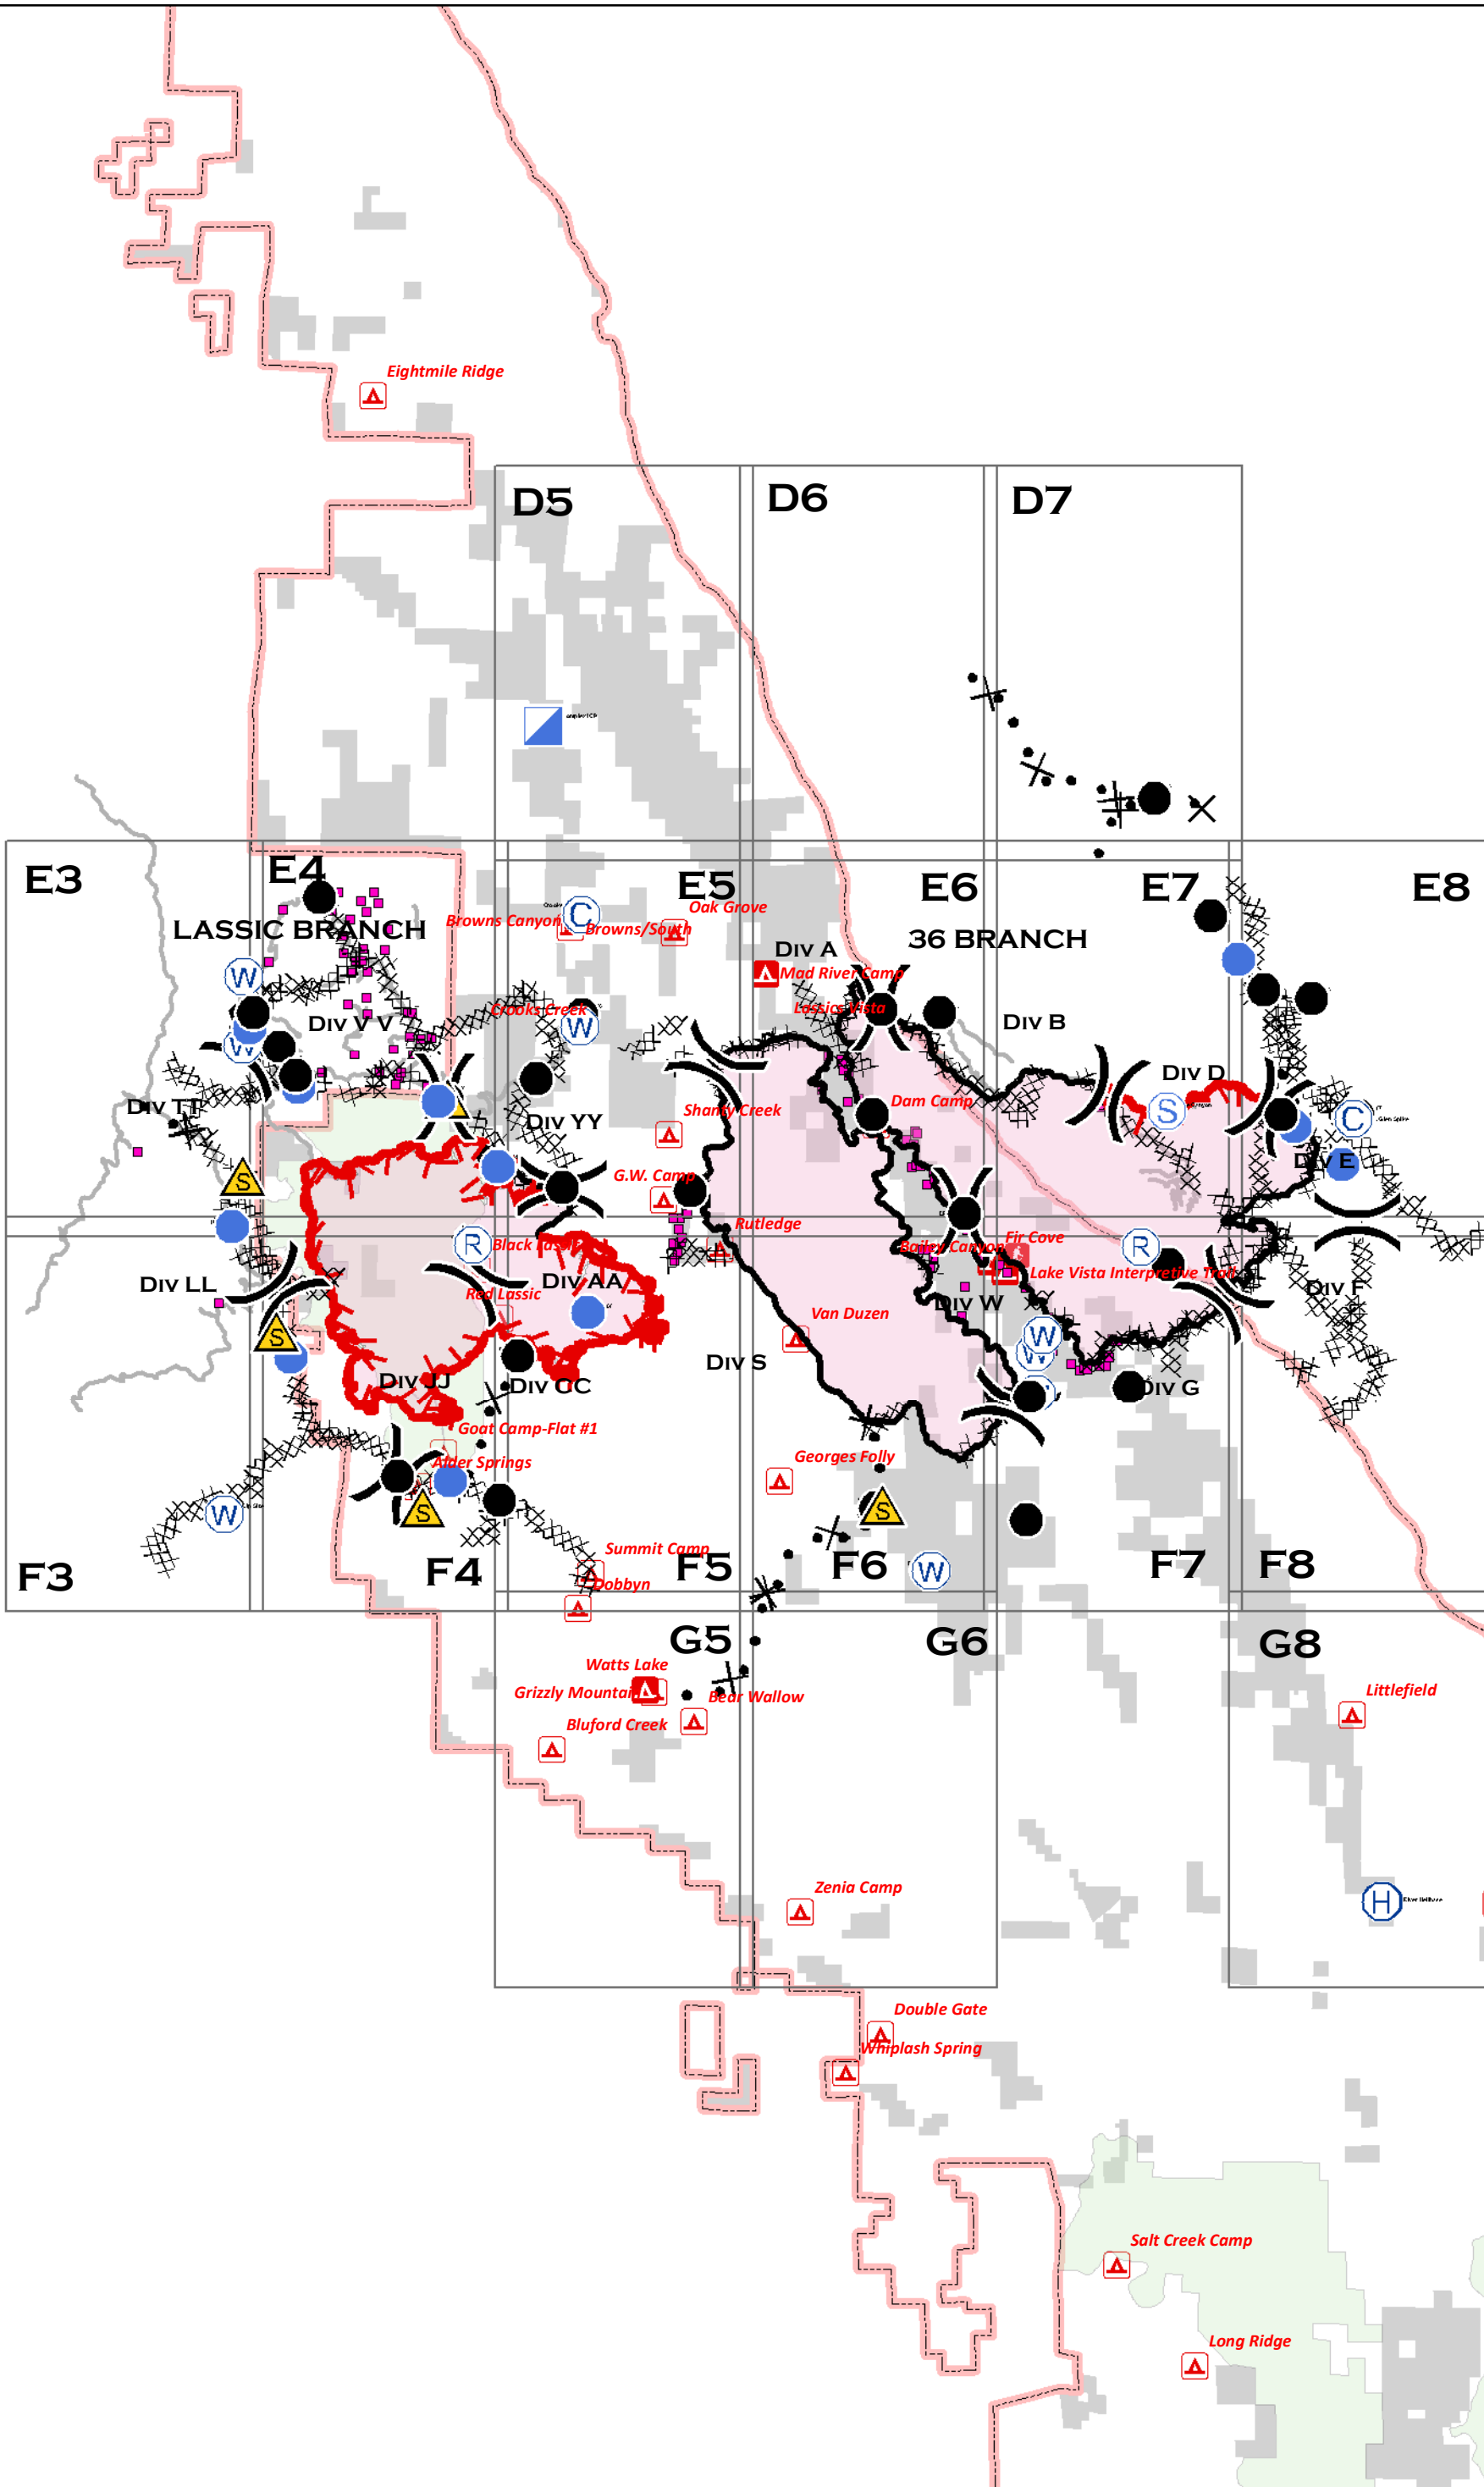 Eightmile Ridge
D5
D6
D7
E3
E4
E5
E6
E7
E8
LASSIC BRANCH
36 BRANCH
Oak Grove
Browns Canyon
Browns/South
C
Div A
Mad River Camp
Lassics Vista
W
Crooks Creek
W
Div V V
Div B
W
Div D
Div TT
Div YY
Shanty Creek
Dam Camp
S
C
Div E
S
G.W. Camp
Rutledge
Fir Cove
R
Black Lassic
Bailey Canyon
R
Lake Vista Interpretive Trail
Div LL
Div AA
Red Lassic
Div W
Div F
S
Van Duzen
W
W
Div S
Div JJ
Div CC
Div G
Goat Camp-Flat #1
Alder Springs
Georges Folly
W
S
S
Summit Camp
F3
F4
F5
F6
W
F7
F8
Dobbyn
G5
G6
G8
Watts Lake
Grizzly Mountain
Bear Wallow
Bluford Creek
Littlefield
Zenia Camp
H
Double Gate
Whiplash Spring
Salt Creek Camp
Long Ridge